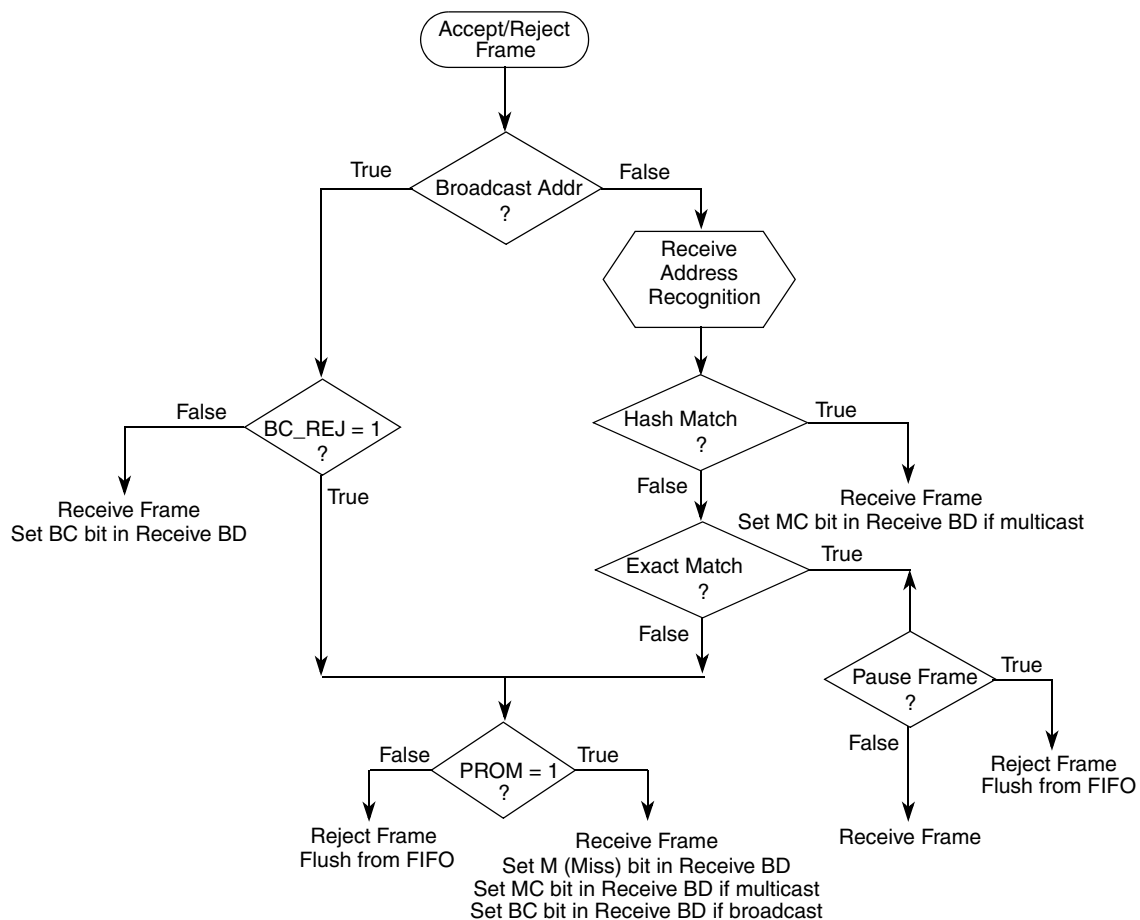 Accept/Reject
Frame
True
False
Broadcast Addr
?
Receive
Address
Recognition
False
BC_REJ = 1
?
True
Hash Match
?
True
False
Receive Frame
Set BC bit in Receive BD
Receive Frame
Set MC bit in Receive BD if multicast
Exact Match
?
True
False
Pause Frame
?
True
False
False
PROM = 1
?
True
Reject Frame
Flush from FIFO
Reject Frame
Flush from FIFO
Receive Frame
Set M (Miss) bit in Receive BD
Set MC bit in Receive BD if multicast
Set BC bit in Receive BD if broadcast
Receive Frame